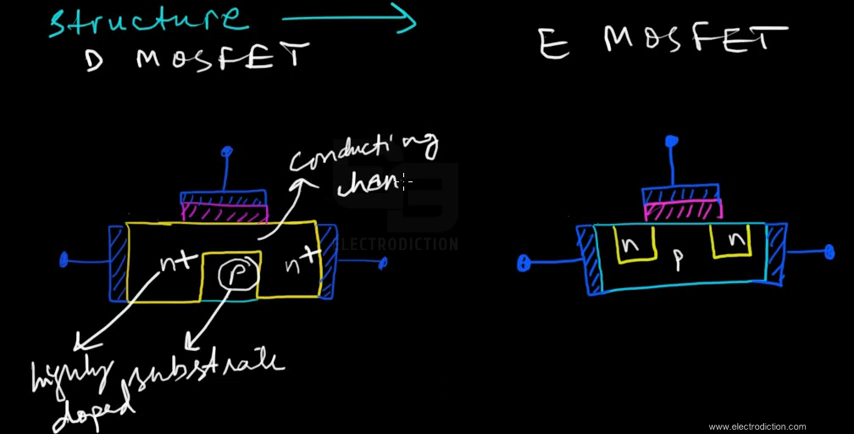 structure
D MOSFET
E MOSFET
conducting
chan
ELECTRODICTION
n+
P
n+
n
p
n
highly
doped
substrate
www.electrodiction.com